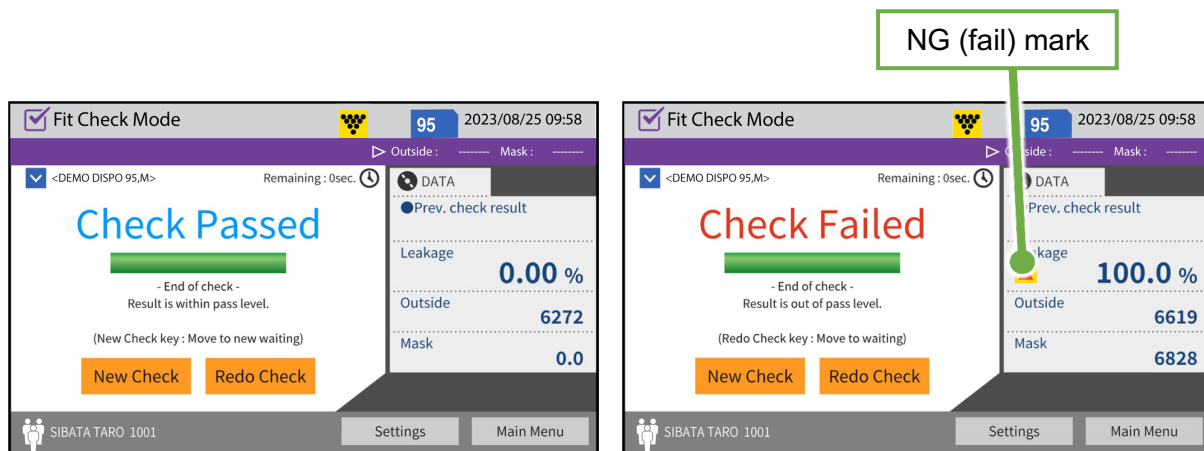 NG (fail) mark
Fit Check Mode
95
2023/08/25 09:58
Outside : -------- Mask : --------
<DEMO DISPO 95,M>
Remaining : 0sec.
DATA
Prev. check result
Check Passed
Leakage
0.00 %
- End of check -
Result is within pass level.
Outside
6272
(New Check key : Move to new waiting)
Mask
0.0
New Check
Redo Check
SIBATA TARO 1001
Settings
Main Menu
Fit Check Mode
95
2023/08/25 09:58
Mask : --------
<DEMO DISPO 95,M>
Remaining : 0sec.
DATA
Prev. check result
Check Failed
100.0 %
- End of check -
Result is out of pass level.
Outside
6619
(Redo Check key : Move to waiting)
Mask
6828
New Check
Redo Check
SIBATA TARO 1001
Settings
Main Menu